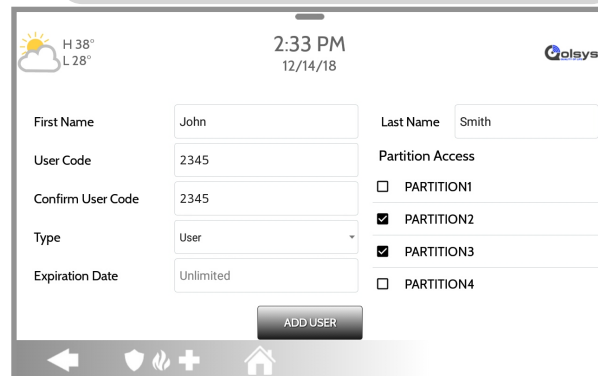 H 38°
L 28°
2:33 PM
12/14/18
Qolsys
First Name John
Last Name Smith
User Code 2345
Partition Access
Confirm User Code 2345
PARTITION1
PARTITION2
Type User
PARTITION3
Expiration Date Unlimited
PARTITION4
ADD USER